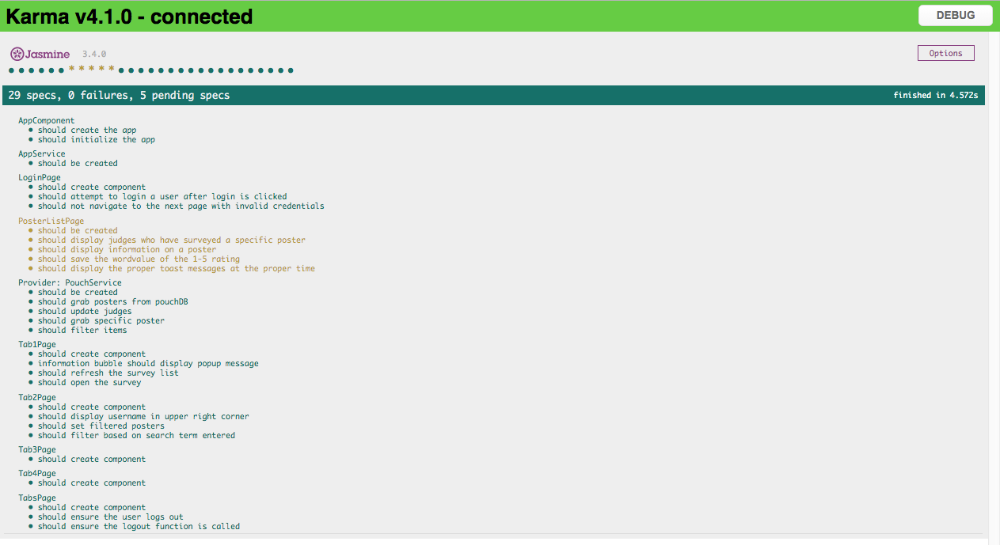 Karma v4.1.0 - connected
DEBUG
Jasmine 3.4.0
Options
••••••*****••••••••••••••••••
29 specs, 0 failures, 5 pending specs
finished in 4.572s
AppComponent
• should create the app
• should initialize the app
AppService
• should be created
LoginPage
• should create component
• should attempt to login a user after login is clicked
• should not navigate to the next page with invalid credentials
PosterListPage
• should be created
• should display judges who have surveyed a specific poster
• should display information on a poster
• should save the wordvalue of the 1-5 rating
• should display the proper toast messages at the proper time
Provider: PouchService
• should be created
• should grab posters from pouchDB
• should update judges
• should grab specific poster
• should filter items
Tab1Page
• should create component
• information bubble should display popup message
• should refresh the survey list
• should open the survey
Tab2Page
• should create component
• should display username in upper right corner
• should set filtered posters
• should filter based on search term entered
Tab3Page
• should create component
Tab4Page
• should create component
TabsPage
• should create component
• should ensure the user logs out
• should ensure the logout function is called